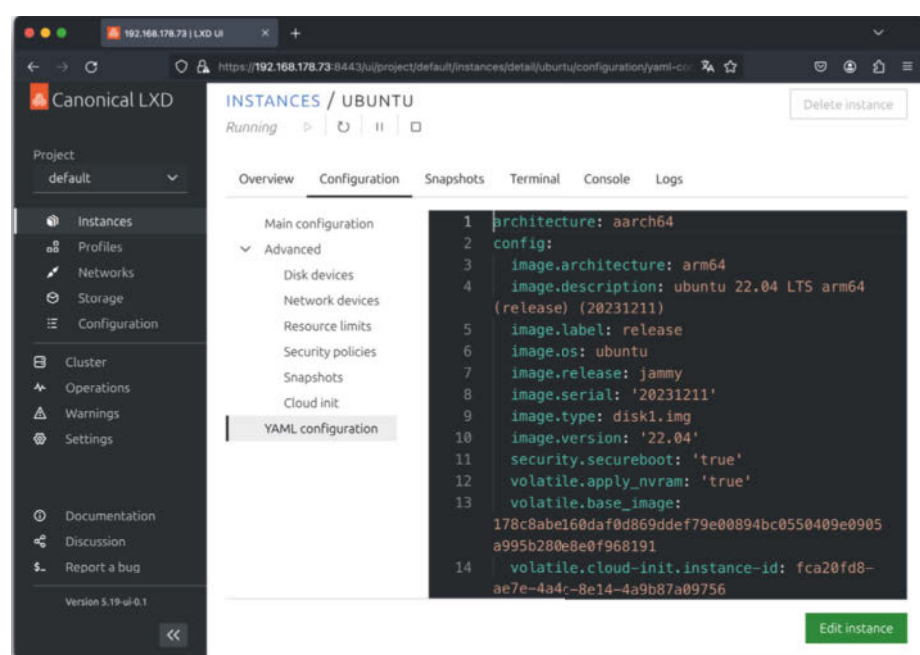 192.168.178.73 | LXD UI
https://192.168.178.73:8443/ui/project/default/instances/detail/ubuntu/configuration/yaml-co
Canonical LXD
Project
default
Instances
Profiles
Networks
Storage
Configuration
Cluster
Operations
Warnings
Settings
Documentation
Discussion
Report a bug
Version 5.19-ui-0.1
INSTANCES / UBUNTU
Delete instance
Running
Overview Configuration Snapshots Terminal Console Logs
Main configuration
Advanced
Disk devices
Network devices
Resource limits
Security policies
Snapshots
Cloud init
YAML configuration
1 architecture: aarch64
2 config:
3 image.architecture: arm64
4 image.description: ubuntu 22.04 LTS arm64
(release) (20231211)
5 image.label: release
6 image.os: ubuntu
7 image.release: jammy
8 image.serial: '20231211'
9 image.type: disk1.img
10 image.version: '22.04'
11 security.secureboot: 'true'
12 volatile.apply_nvram: 'true'
13 volatile.base_image:
178c8abe160daf0d869ddef79e00894bc0550409e0905
a995b280e8e0f968191
14 volatile.cloud-init.instance-id: fca20fd8-
ae7e-4a4c-8e14-4a9b87a09756
Edit instance